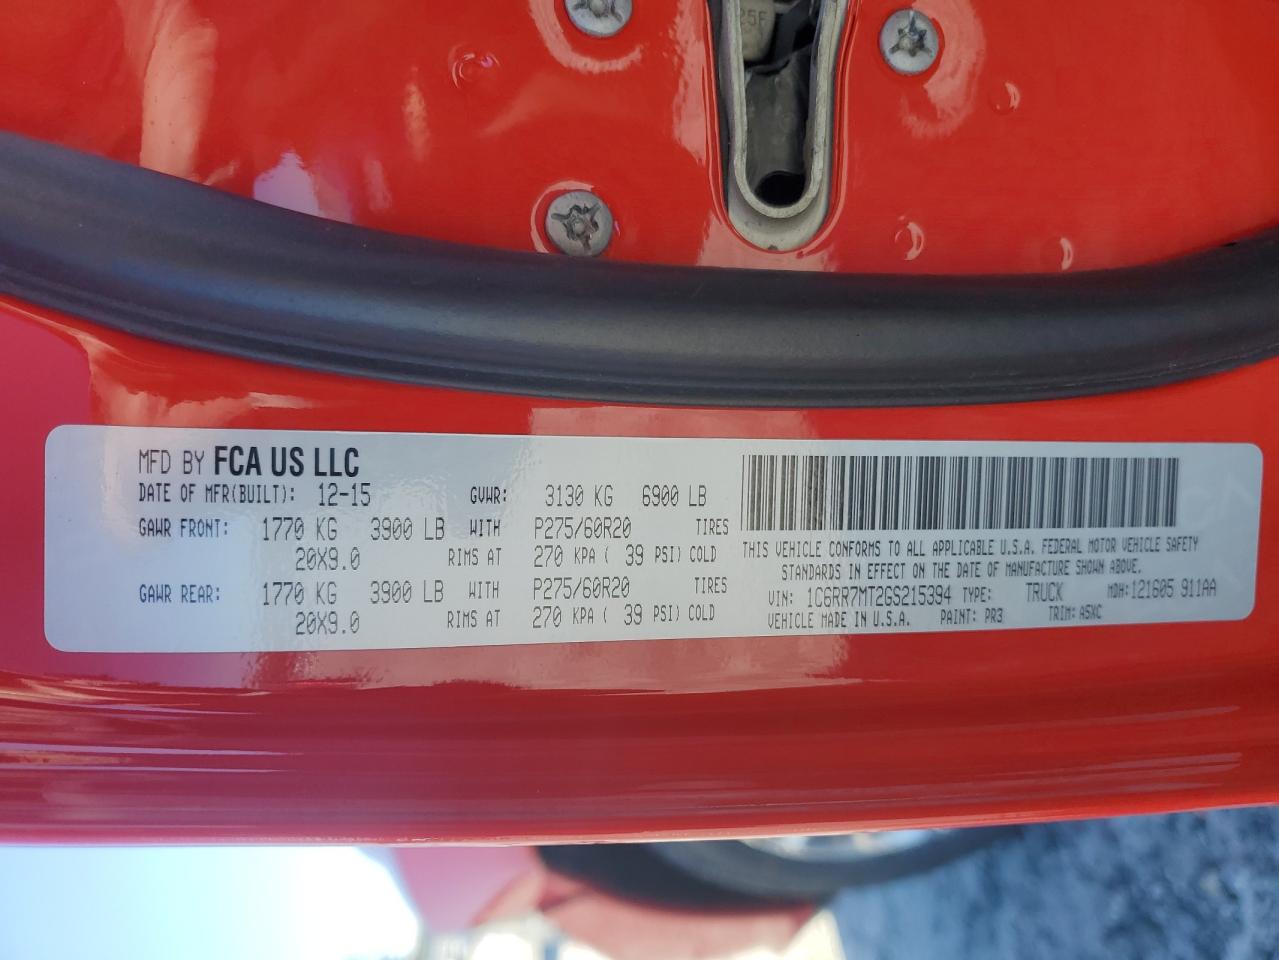 25F
MFD BY FCA US LLC
DATE OF MFR(BUILT): 12-15 GVWR: 3130 KG 6900 LB
GAWR FRONT: 1770 KG 3900 LB WITH P275/60R20 TIRES
20X9.0 RIMS AT 270 KPA ( 39 PSI) COLD
GAWR REAR: 1770 KG 3900 LB WITH P275/60R20 TIRES
20X9.0 RIMS AT 270 KPA ( 39 PSI) COLD
THIS VEHICLE CONFORMS TO ALL APPLICABLE U.S.A. FEDERAL MOTOR VEHICLE SAFETY
STANDARDS IN EFFECT ON THE DATE OF MANUFACTURE SHOWN ABOVE.
VIN: 1C6RR7MT2GS215394 TYPE: TRUCK MDH: 121605 911AA
VEHICLE MADE IN U.S.A. PAINT: PR3 TRIM: A5XC